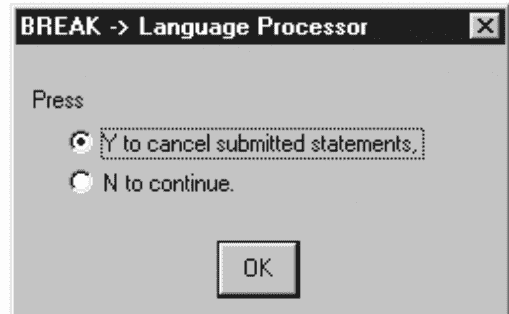 BREAK -> Language Processor
Press
Y to cancel submitted statements,
N to continue.
OK